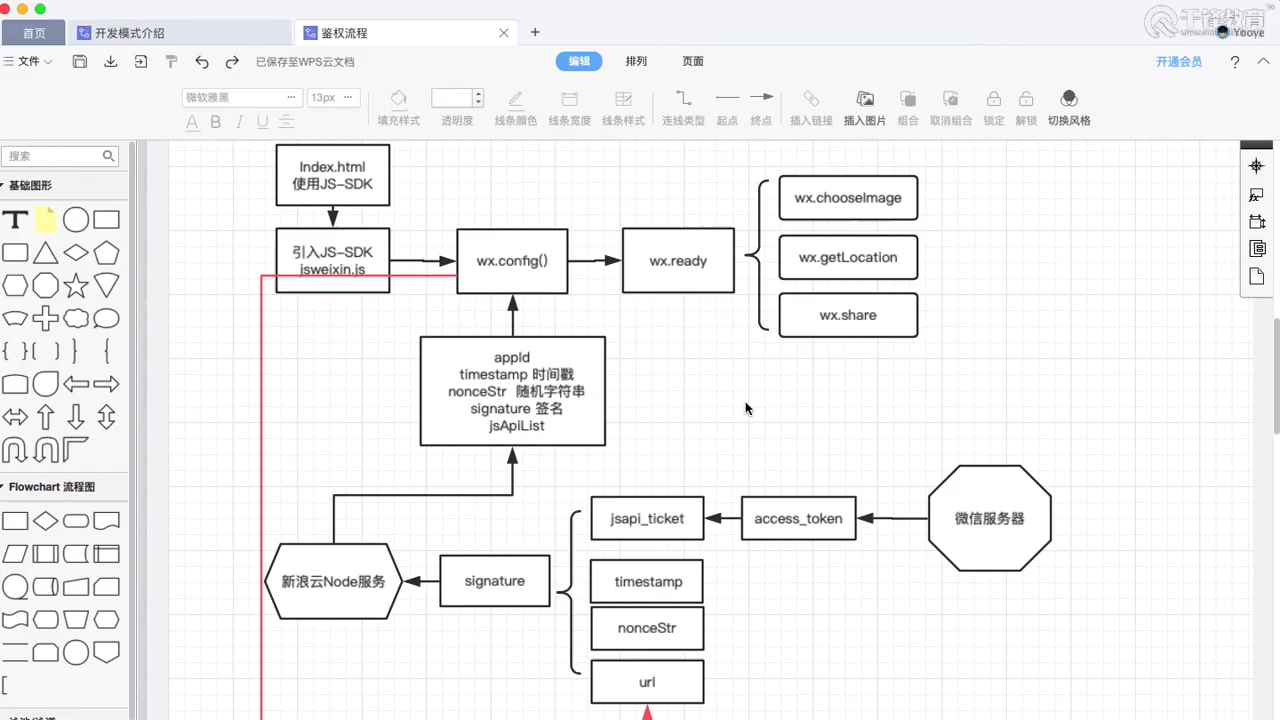 千锋教育
首页
开发模式介绍
鉴权流程
Yooye
文件
已保存至WPS云文档
编辑
排列
页面
开通会员
微软雅黑
13px
填充样式
透明度
线条颜色
线条宽度
线条样式
连线类型
起点
终点
插入链接
插入图片
组合
取消组合
锁定
解锁
切换风格
搜索
基础图形
Flowchart 流程图
Index.html
使用JS-SDK
引入JS-SDK
jsweixin.js
wx.config()
wx.ready
wx.chooseImage
wx.getLocation
wx.share
appId
timestamp 时间戳
nonceStr 随机字符串
signature 签名
jsApiList
jsapi_ticket
access_token
微信服务器
新浪云Node服务
signature
timestamp
nonceStr
url